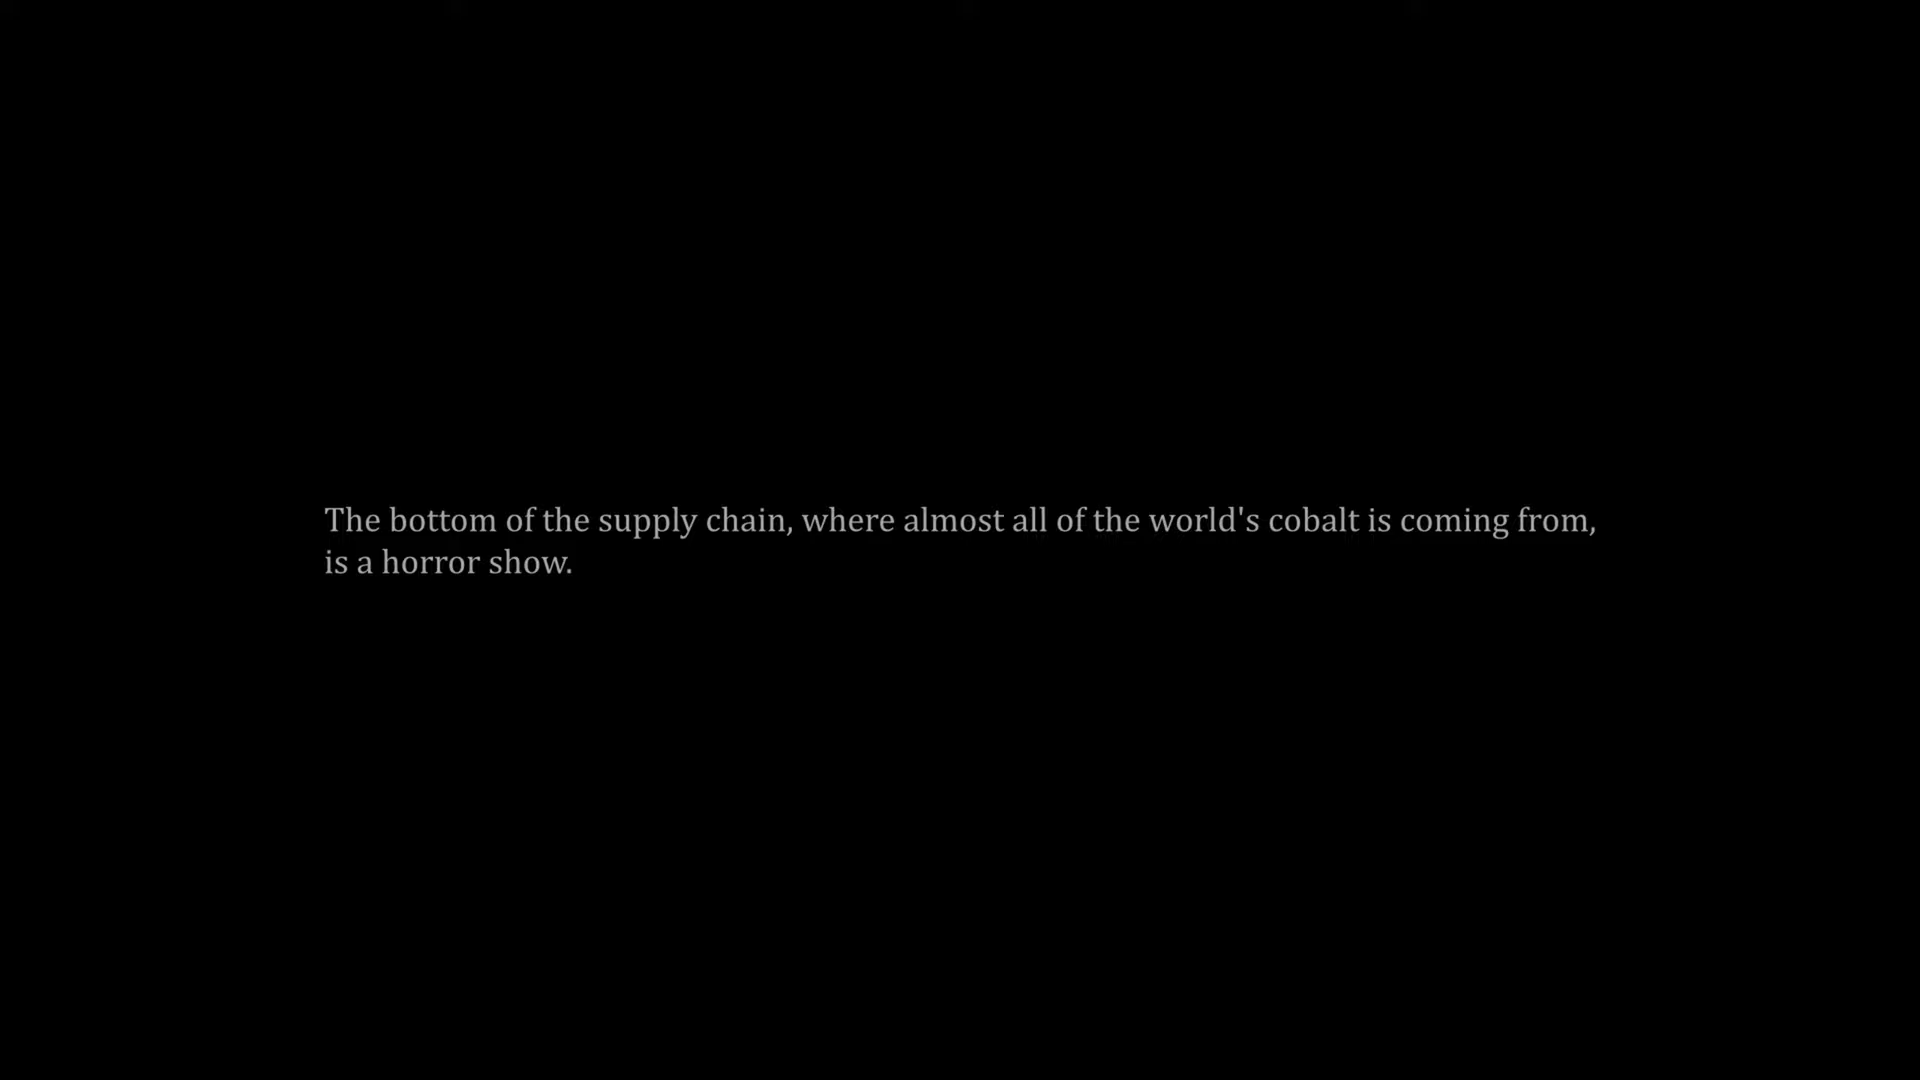 The bottom of the supply chain, where almost all of the world's cobalt is coming from,
is a horror show.